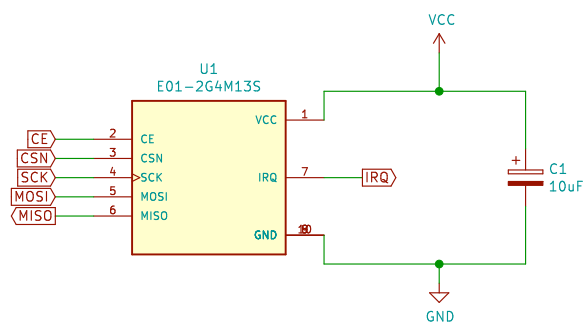 VCC
U1
E01-2G4M13S
VCC 1
CE 2 CE
CSN 3 CSN
SCK 4 SCK
IRQ 7 IRQ
MOSI 5 MOSI
MISO 6 MISO
GND
+
C1
10uF
GND